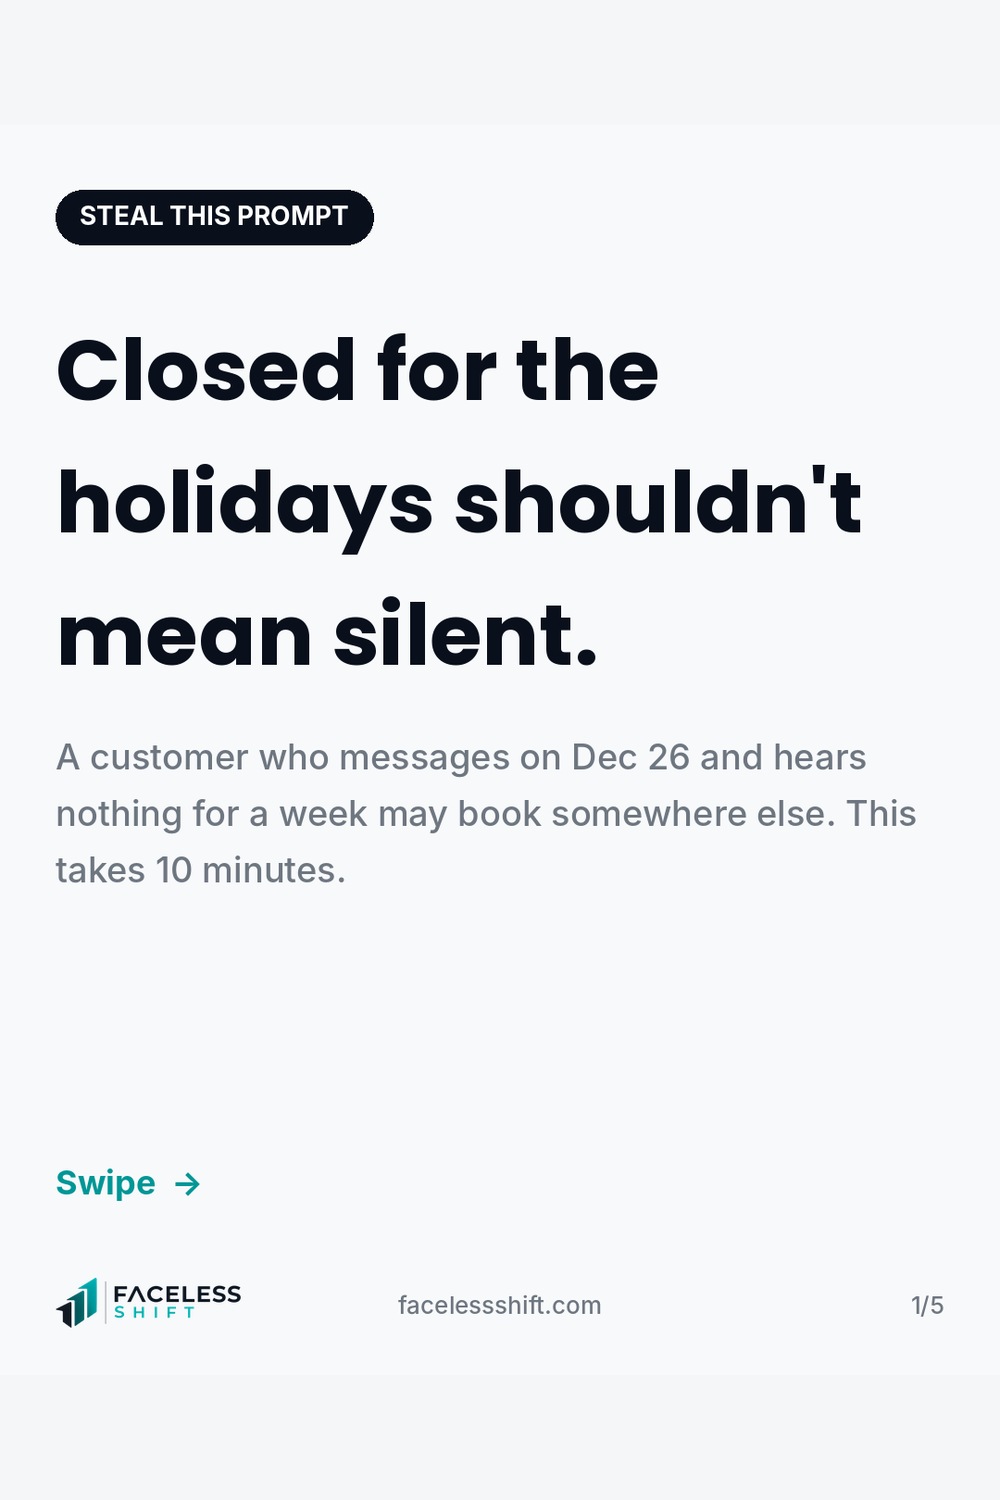 STEAL THIS PROMPT
Closed for the
holidays shouldn't
mean silent.
A customer who messages on Dec 26 and hears
nothing for a week may book somewhere else. This
takes 10 minutes.
Swipe →
FACELESS
SHIFT
facelessshift.com
1/5